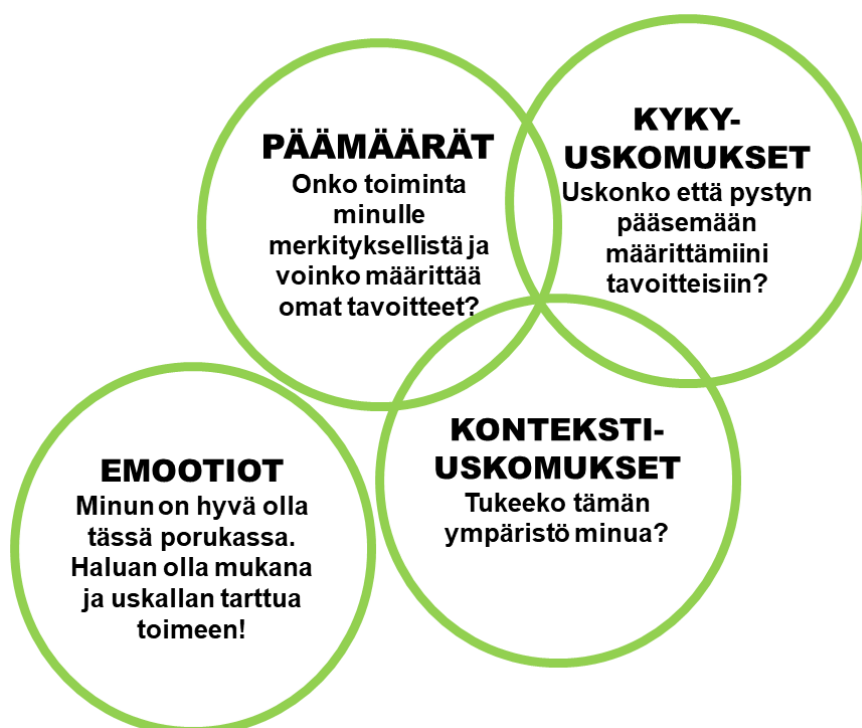 PÄÄMÄÄRÄT
Onko toiminta
minulle
merkityksellistä ja
voinko määrittää
omat tavoitteet?
KYKY-
USKOMUKSET
Uskonko että pystyn
pääsemään
määrittämiini
tavoitteisiin?
EMOOTIOT
Minun on hyvä olla
tässä porukassa.
Haluan olla mukana
ja uskallan tarttua
toimeen!
KONTEKSTI-
USKOMUKSET
Tukeeko tämän
ympäristö minua?